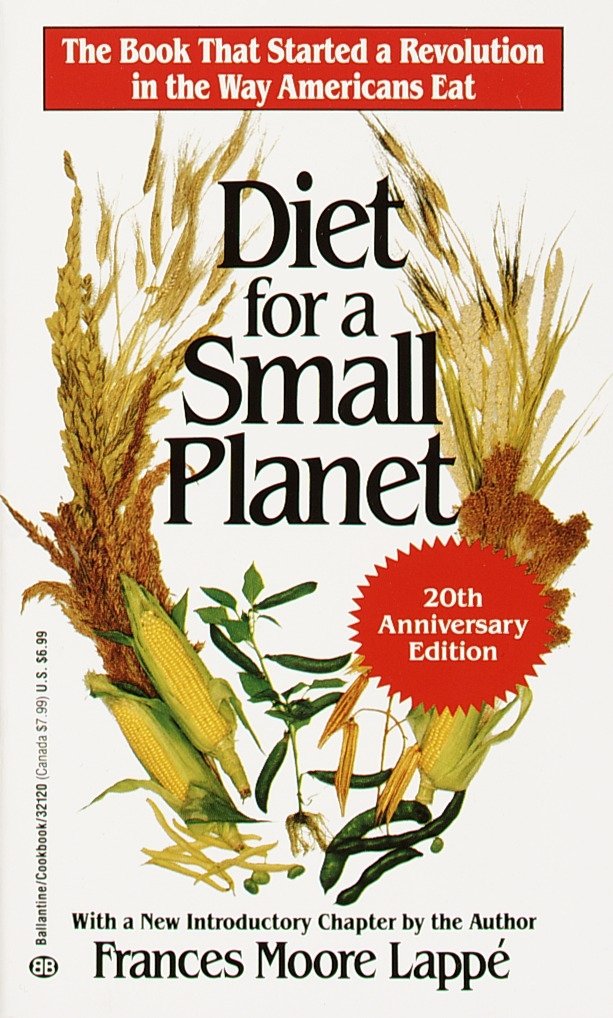 The Book That Started a Revolution
in the Way Americans Eat
Diet
for a
Small
Planet
20th
Anniversary
Edition
Ballantine/Cookbook/32120 (Canada $7.99) U.S. $6.99
With a New Introductory Chapter by the Author
BB
Frances Moore Lappé